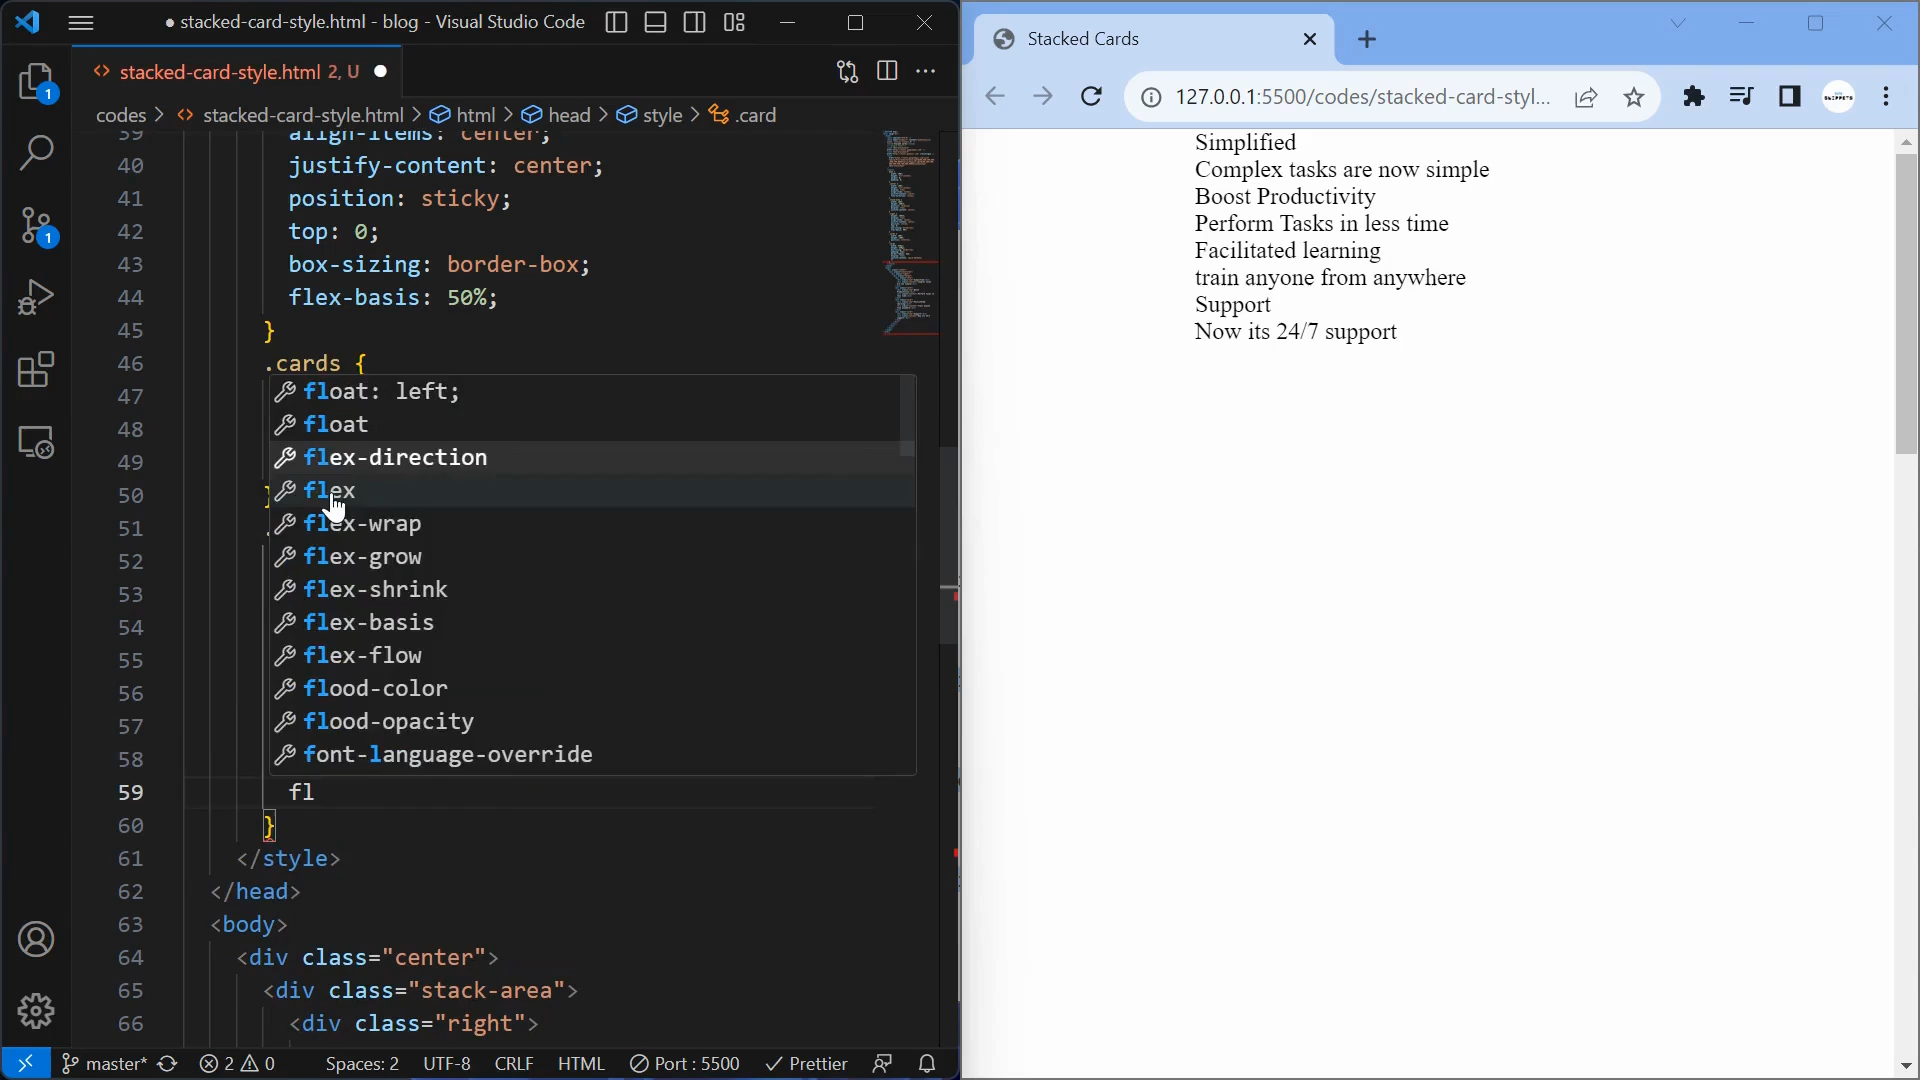 stacked-card-style.html - blog - Visual Studio Code
stacked-card-style.html 2, U
codes > stacked-card-style.html > html > head > style > .card
39 align-items: center;
40 justify-content: center;
41 position: sticky;
42 top: 0;
43 box-sizing: border-box;
44 flex-basis: 50%;
45 }
46 .cards {
47
48
49
50 }
51
52
53
54
55
56
57
58
float: left;
float
flex-direction
flex
flex-wrap
flex-grow
flex-shrink
flex-basis
flex-flow
flood-color
flood-opacity
font-language-override
59 fl
60 }
61 </style>
62 </head>
63 <body>
64 <div class="center">
65 <div class="stack-area">
66 <div class="right">
1
1
master* 2 0 Spaces: 2 UTF-8 CRLF HTML Port : 5500 Prettier
Stacked Cards
127.0.0.1:5500/codes/stacked-card-styl...
Simplified
Complex tasks are now simple
Boost Productivity
Perform Tasks in less time
Facilitated learning
train anyone from anywhere
Support
Now its 24/7 support